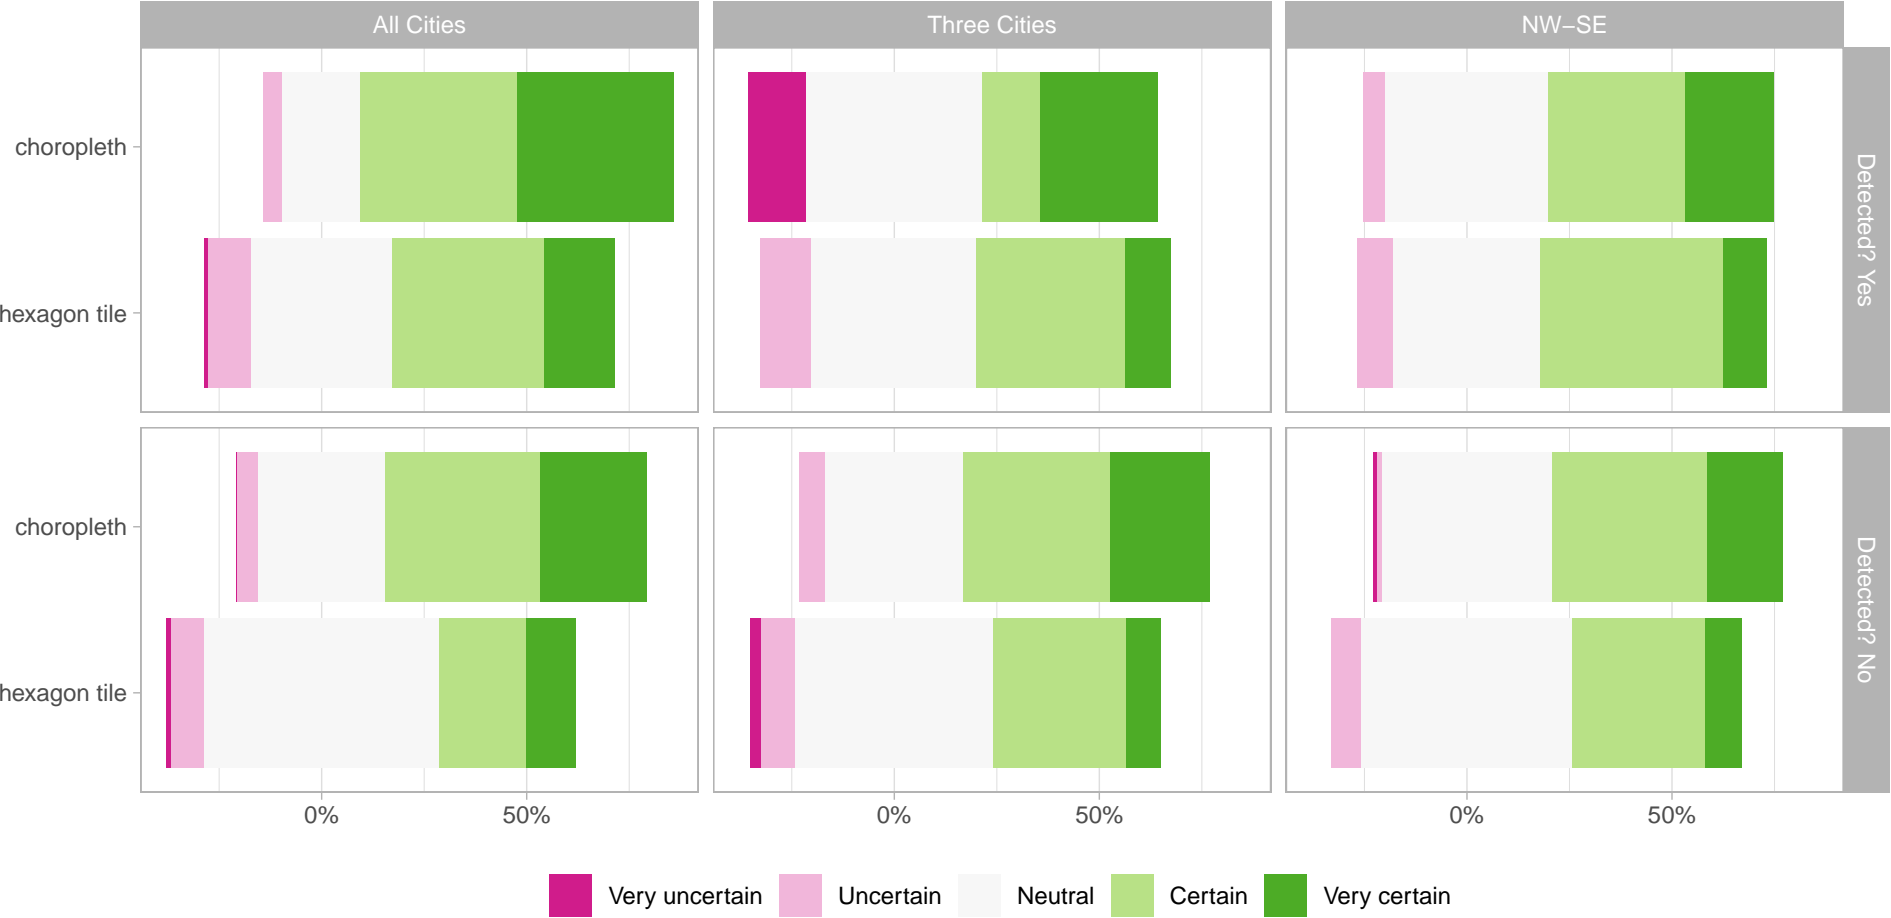 All Cities
Three Cities
NW–SE
choropleth
hexagon tile
Detected? Yes
choropleth
hexagon tile
Detected? No
0%
50%
0%
50%
0%
50%
Very uncertain
Uncertain
Neutral
Certain
Very certain